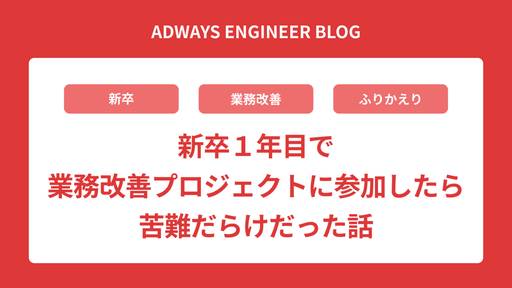 ADWAYS ENGINEER BLOG
新卒 業務改善 ふりかえり
新卒１年目で
業務改善プロジェクトに参加したら
苦難だらけだった話